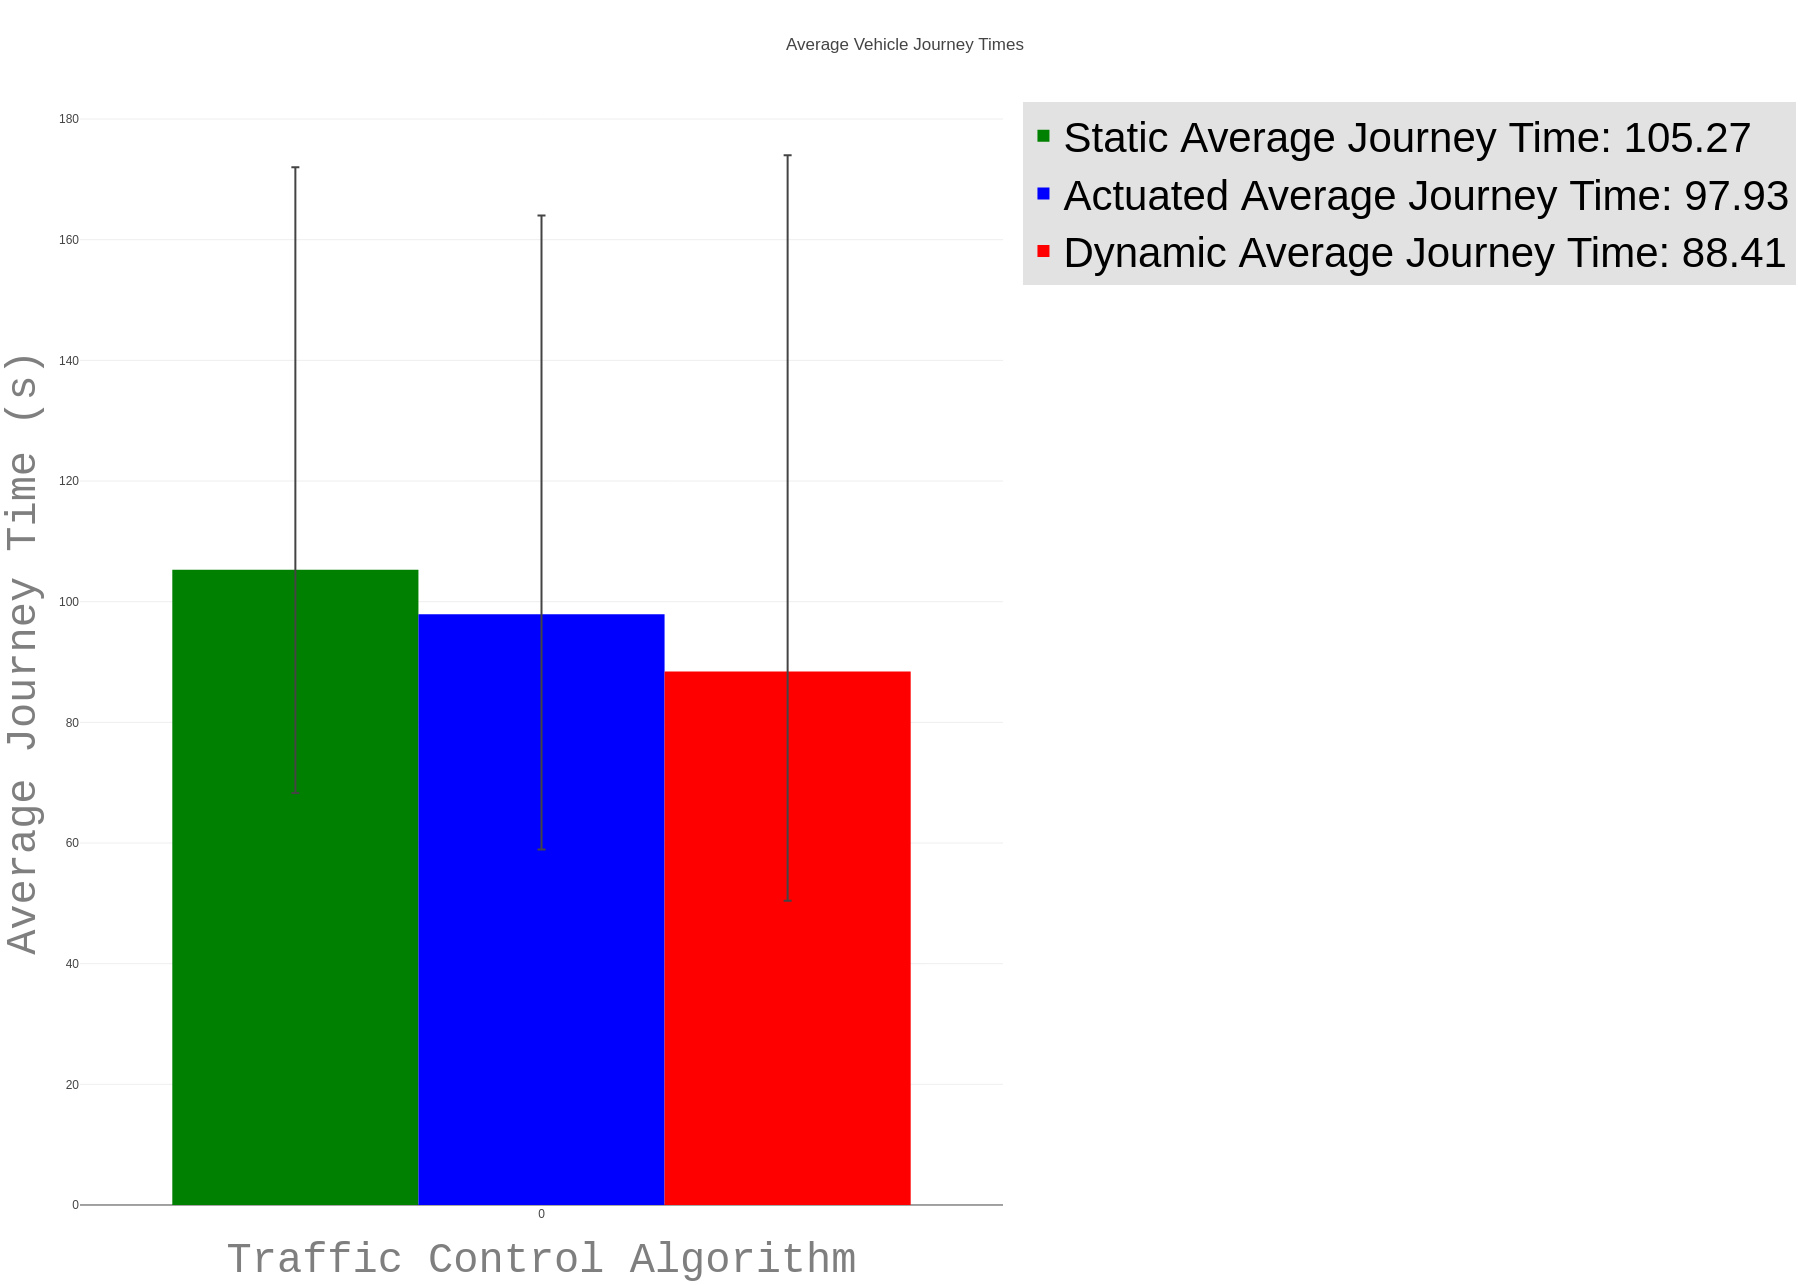 Average Vehicle Journey Times
180
160
140
120
100
80
60
40
20
0
Average Journey Time (s)
0
Traffic Control Algorithm
Static Average Journey Time: 105.27
Actuated Average Journey Time: 97.93
Dynamic Average Journey Time: 88.41